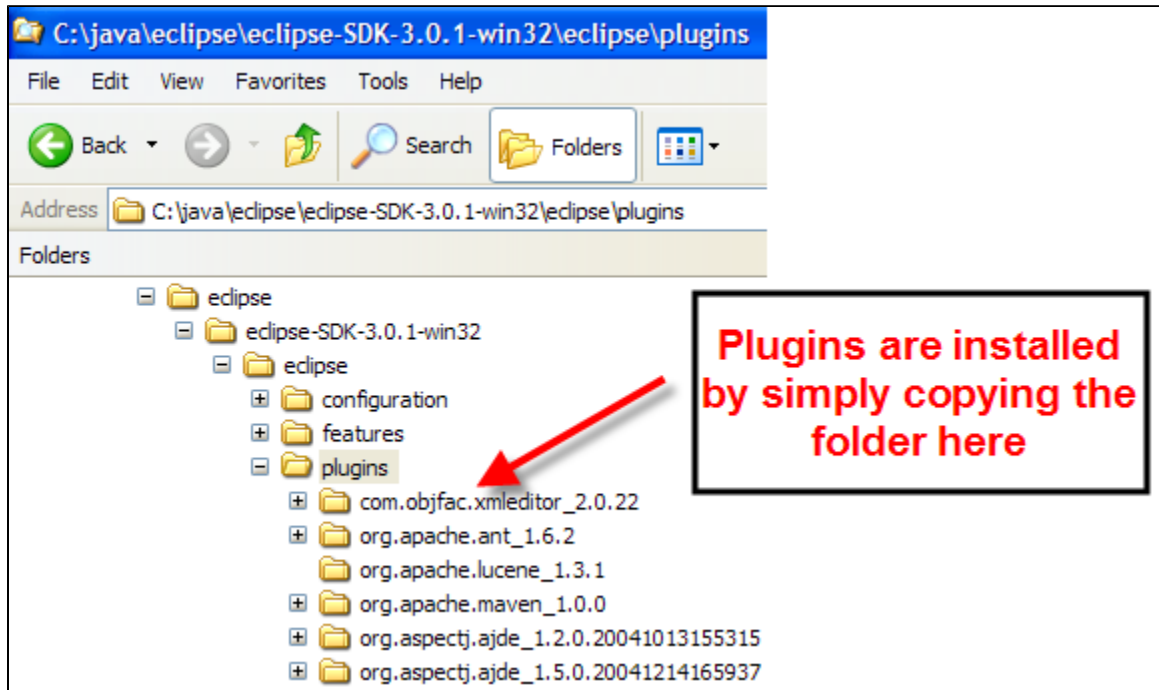 C:\java\eclipse\eclipse-SDK-3.0.1-win32\eclipse\plugins
File Edit View Favorites Tools Help
Back Search Folders
Address C:\java\eclipse\eclipse-SDK-3.0.1-win32\eclipse\plugins
Folders
eclipse
eclipse-SDK-3.0.1-win32
eclipse
configuration
features
plugins
com.objfac.xmleditor_2.0.22
org.apache.ant_1.6.2
org.apache.lucene_1.3.1
org.apache.maven_1.0.0
org.aspectj.ajde_1.2.0.20041013155315
org.aspectj.ajde_1.5.0.20041214165937
Plugins are installed
by simply copying the
folder here